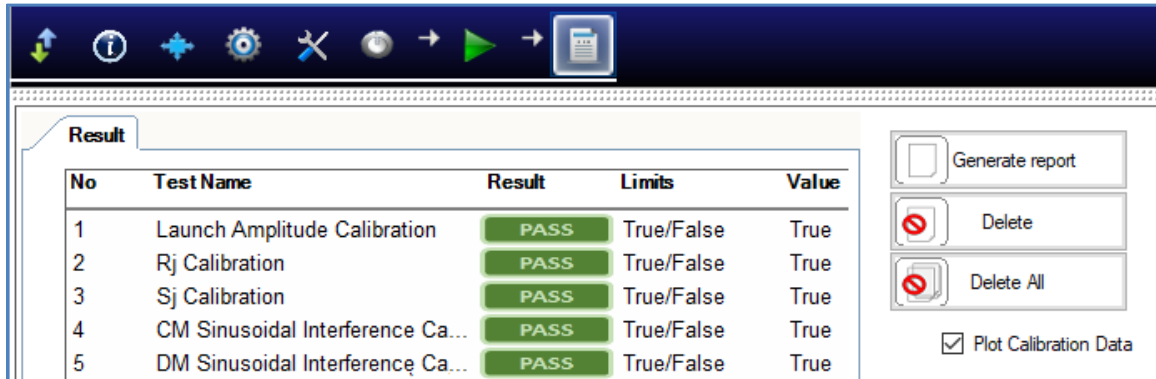 Result
No Test Name Result Limits Value
1 Launch Amplitude Calibration PASS True/False True
2 Rj Calibration PASS True/False True
3 Sj Calibration PASS True/False True
4 CM Sinusoidal Interference Ca... PASS True/False True
5 DM Sinusoidal Interference Ca... PASS True/False True
Generate report
Delete
Delete All
Plot Calibration Data